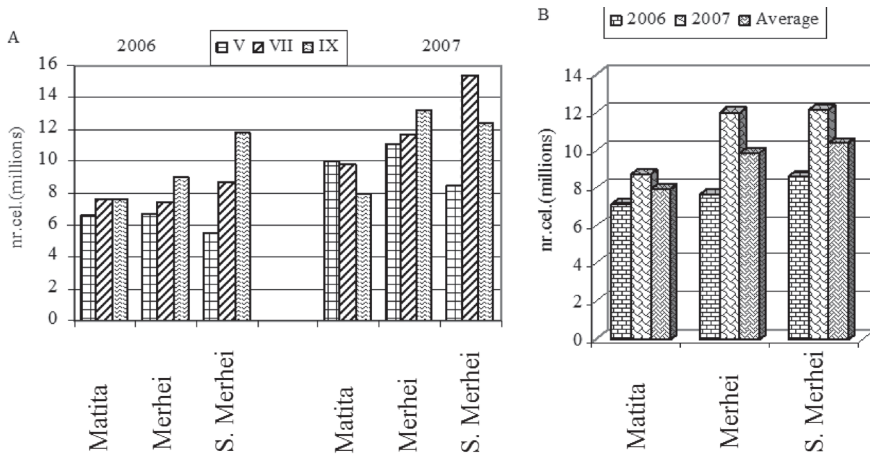 A
2006
V VII IX
2007
nr.cel.(millions)
16
14
12
10
8
6
4
2
0
Matita
Merhei
S. Merhei
Matita
Merhei
S. Merhei
B
2006 2007 Average
nr.cel.(millions)
14
12
10
8
6
4
2
0
Matita
Merhei
S. Merhei